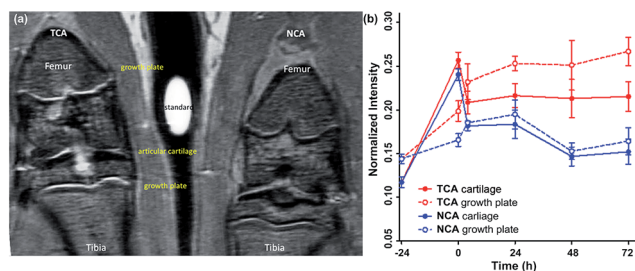 (a)
TCA
NCA
Femur
growth plate
Femur
standard
articular cartilage
growth plate
Tibia
Tibia
(b)
Normalized Intensity
0.30
0.25
0.20
0.15
0.10
0.05
TCA cartilage
TCA growth plate
NCA carliage
NCA growth plate
-24 0 24 48 72
Time (h)